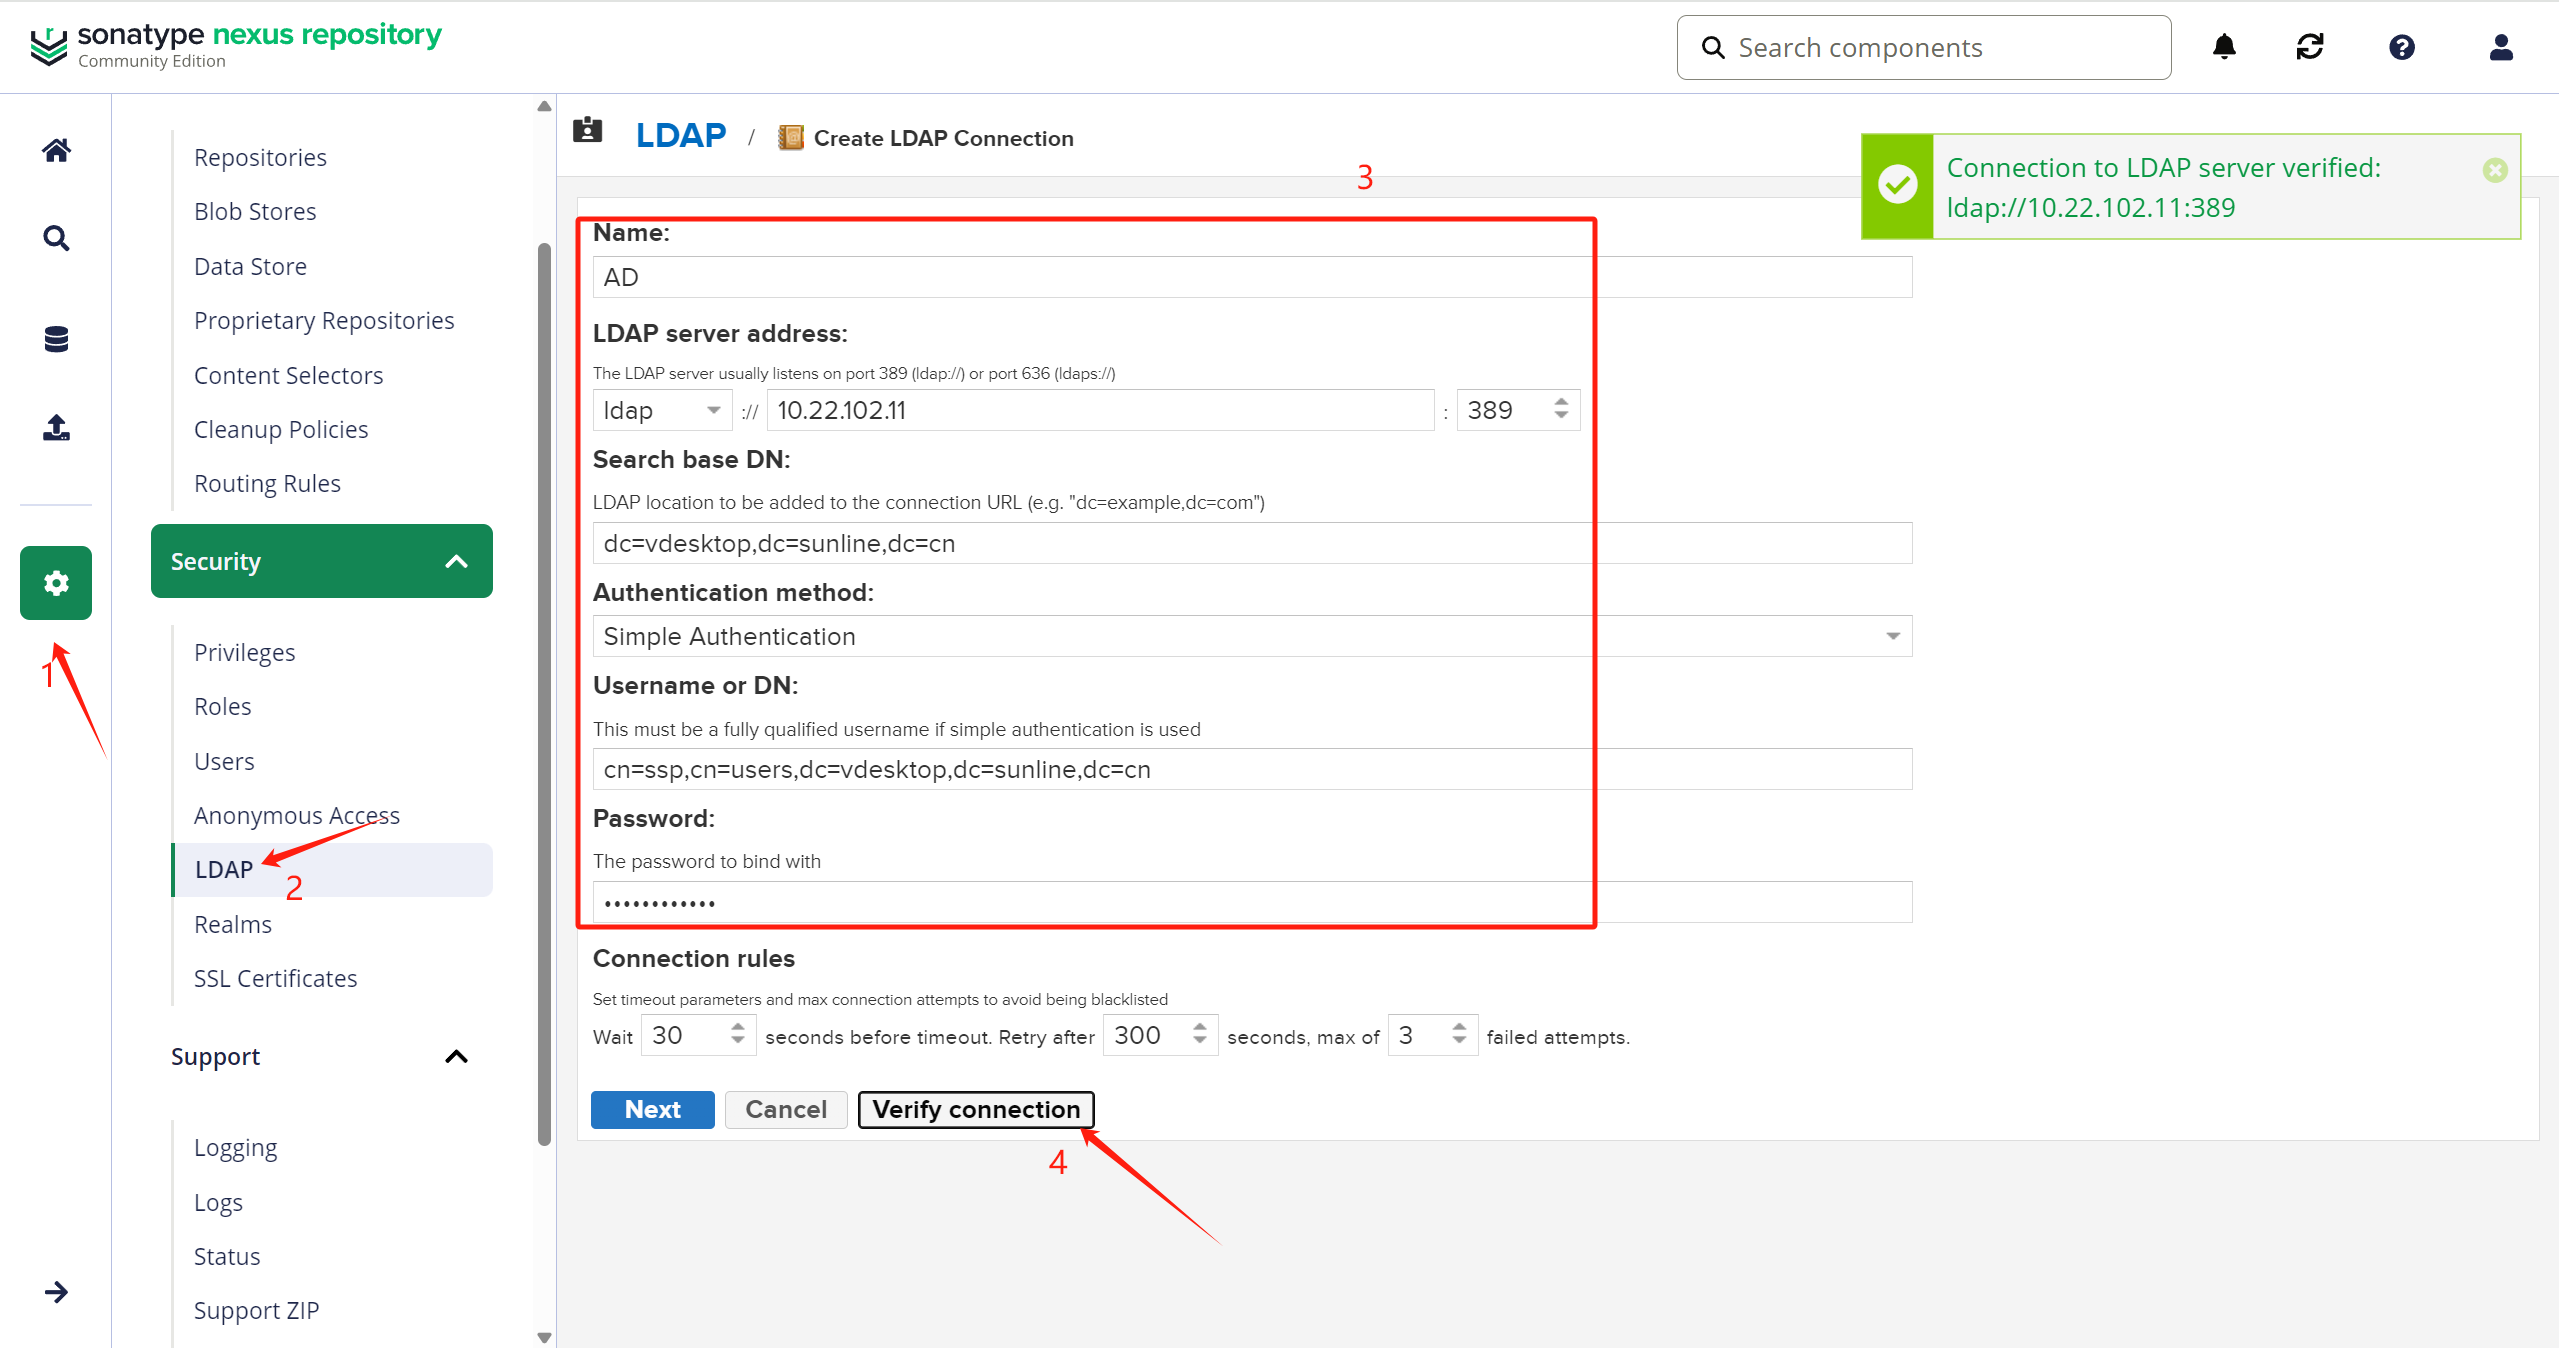 sonatype nexus repository
Community Edition
Search components
Repositories
Blob Stores
Data Store
Proprietary Repositories
Content Selectors
Cleanup Policies
Routing Rules
Security
Privileges
Roles
Users
Anonymous Access
LDAP
Realms
SSL Certificates
Support
Logging
Logs
Status
Support ZIP
1
2
LDAP / Create LDAP Connection
3
Connection to LDAP server verified:
ldap://10.22.102.11:389
Name:
AD
LDAP server address:
The LDAP server usually listens on port 389 (ldap://) or port 636 (ldaps://)
ldap :// 10.22.102.11 : 389
Search base DN:
LDAP location to be added to the connection URL (e.g. "dc=example,dc=com")
dc=vdesktop,dc=sunline,dc=cn
Authentication method:
Simple Authentication
Username or DN:
This must be a fully qualified username if simple authentication is used
cn=ssp,cn=users,dc=vdesktop,dc=sunline,dc=cn
Password:
The password to bind with
••••••••••••
Connection rules
Set timeout parameters and max connection attempts to avoid being blacklisted
Wait 30 seconds before timeout. Retry after 300 seconds, max of 3 failed attempts.
Next Cancel Verify connection
4